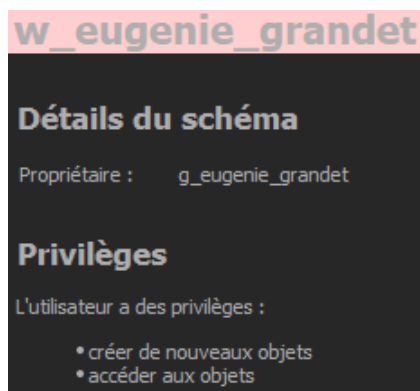 w_eugenie_grandet
Détails du schéma
Propriétaire : g_eugenie_grandet
Privilèges
L'utilisateur a des privilèges :
• créer de nouveaux objets
• accéder aux objets